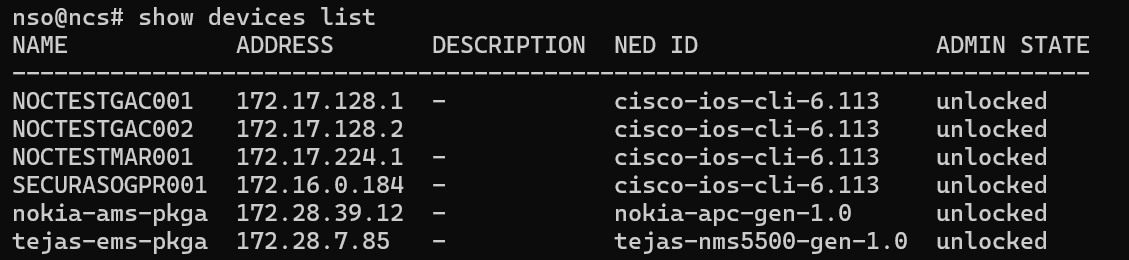 nso@ncs# show devices list
NAME            ADDRESS       DESCRIPTION  NED ID                 ADMIN STATE
-----------------------------------------------------------------------------
NOCTESTGAC001   172.17.128.1  -            cisco-ios-cli-6.113    unlocked
NOCTESTGAC002   172.17.128.2               cisco-ios-cli-6.113    unlocked
NOCTESTMAR001   172.17.224.1  -            cisco-ios-cli-6.113    unlocked
SECURASOGPR001  172.16.0.184  -            cisco-ios-cli-6.113    unlocked
nokia-ams-pkga  172.28.39.12  -            nokia-apc-gen-1.0      unlocked
tejas-ems-pkga  172.28.7.85   -            tejas-nms5500-gen-1.0  unlocked